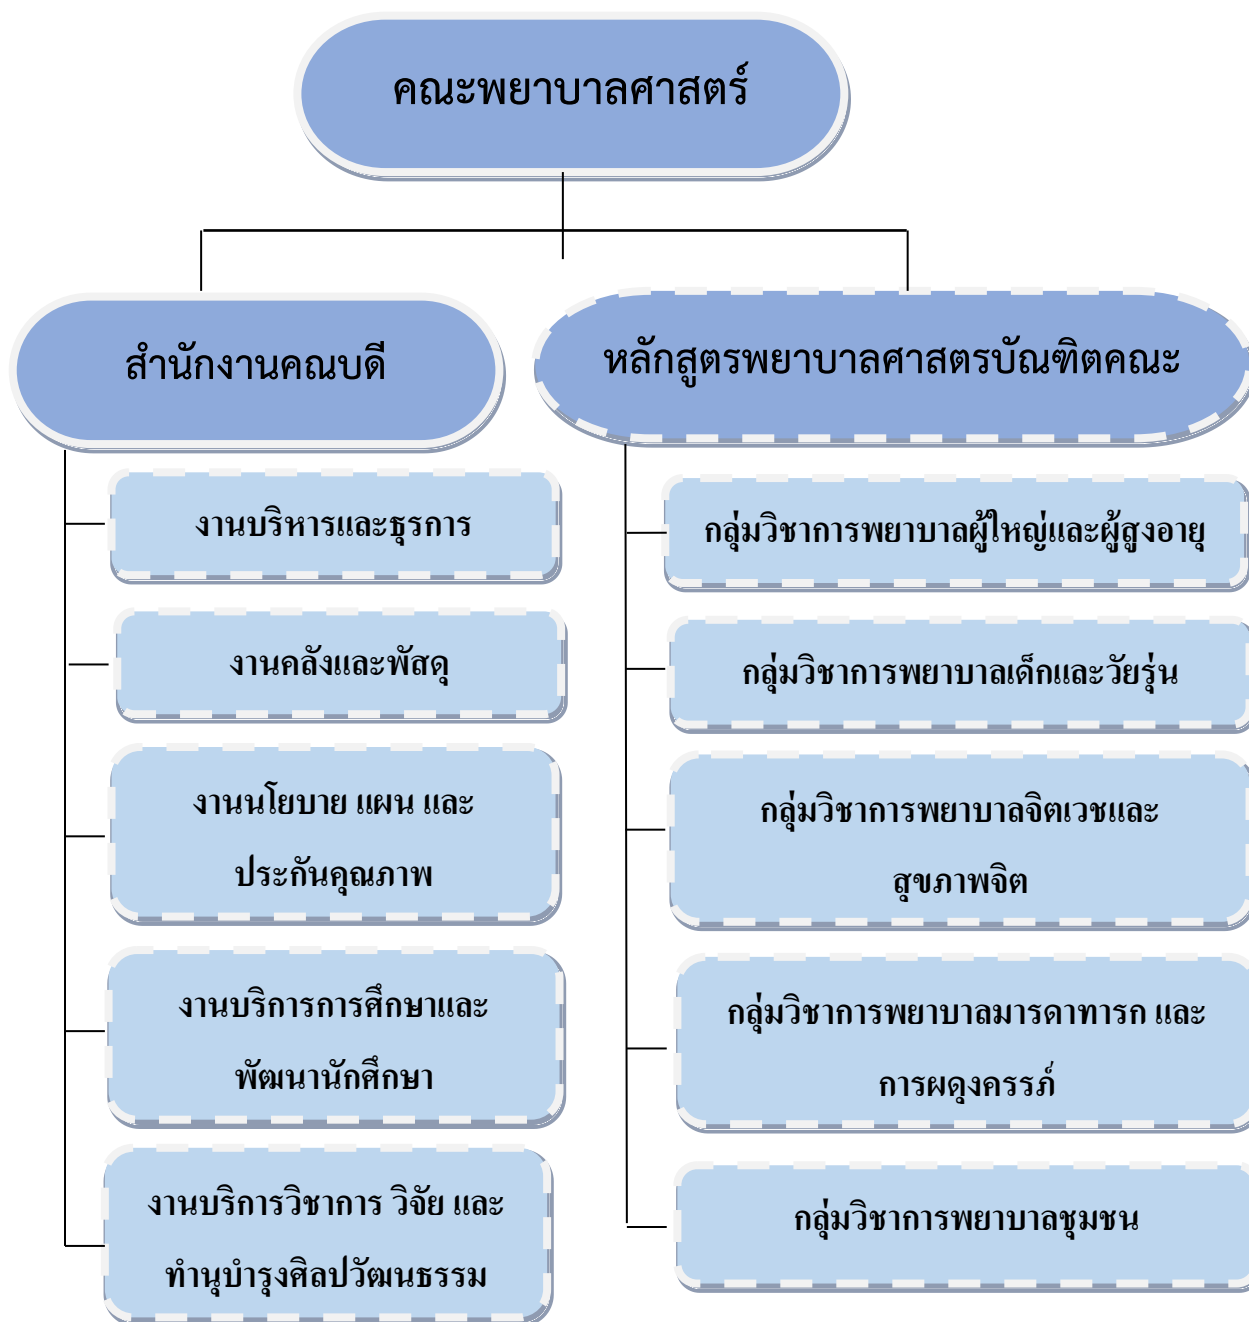 คณะพยาบาลศาสตร์
สำนักงานคณบดี
งานบริหารและธุรการ
งานคลังและพัสดุ
งานนโยบาย แผน และ
ประกันคุณภาพ
งานบริการการศึกษาและ
พัฒนานักศึกษา
งานบริการวิชาการ วิจัย และ
ทำนุบำรุงศิลปวัฒนธรรม
หลักสูตรพยาบาลศาสตรบัณฑิตคณะ
กลุ่มวิชาการพยาบาลผู้ใหญ่และผู้สูงอายุ
กลุ่มวิชาการพยาบาลเด็กและวัยรุ่น
กลุ่มวิชาการพยาบาลจิตเวชและ
สุขภาพจิต
กลุ่มวิชาการพยาบาลมารดาทารก และ
การผดุงครรภ์
กลุ่มวิชาการพยาบาลชุมชน